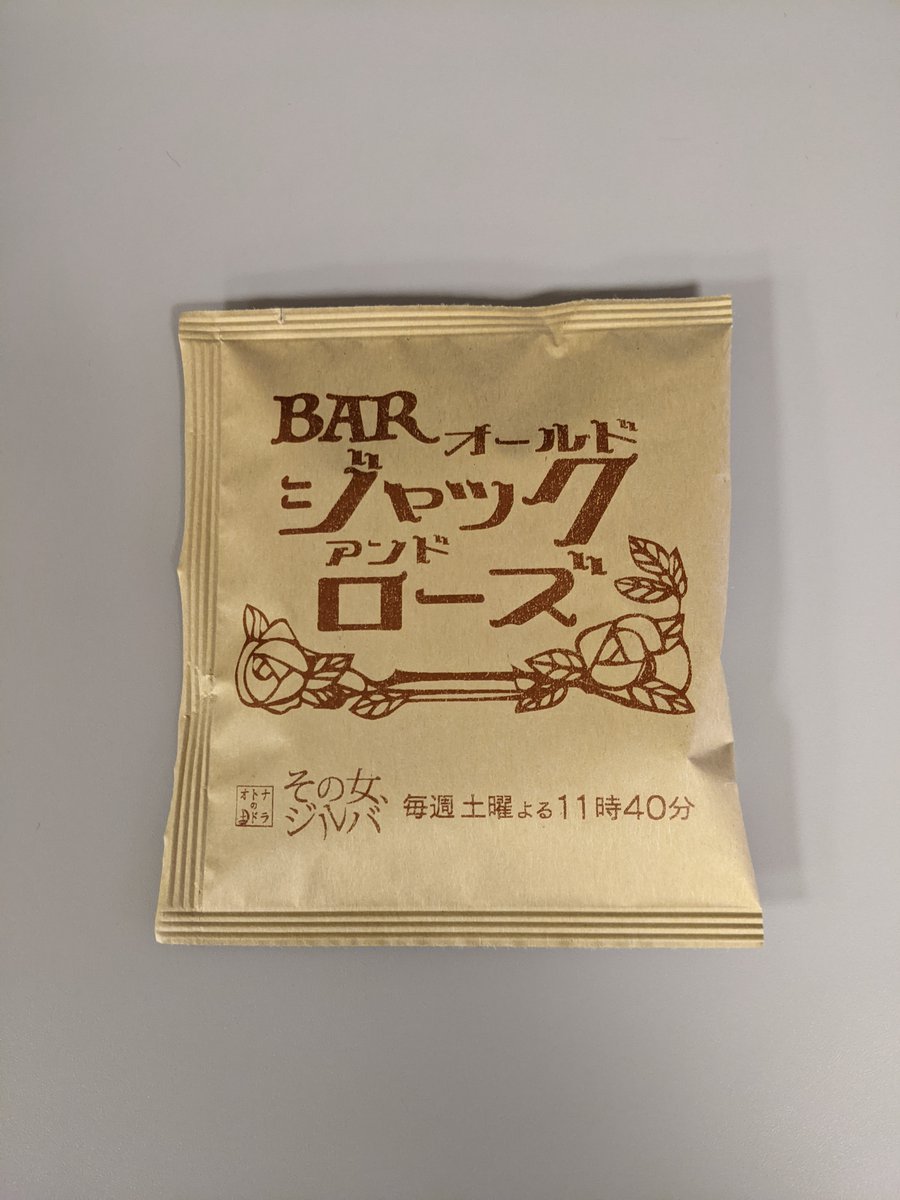 BAR オールド
ジャック
アンド
ローズ
オトナ
の
土ドラ
その女、
ジルバ
毎週 土曜よる11時40分